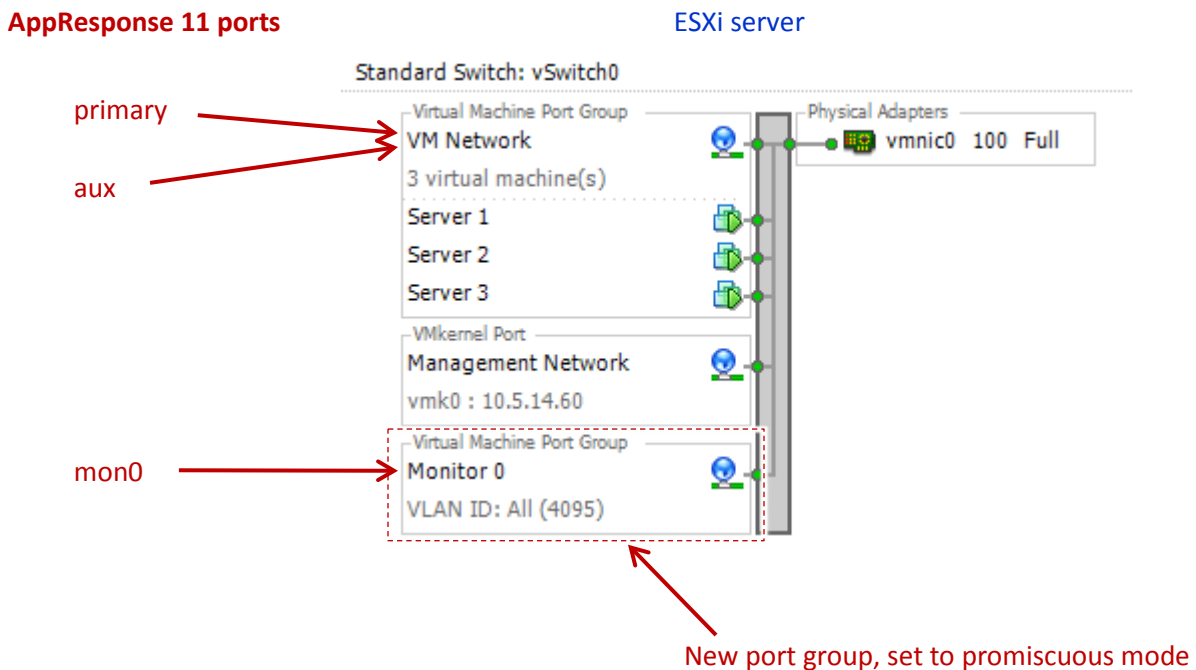 AppResponse 11 ports
ESXi server
Standard Switch: vSwitch0
primary
aux
mon0
Virtual Machine Port Group
VM Network
3 virtual machine(s)
Server 1
Server 2
Server 3
Physical Adapters
vmnic0 100 Full
VMkernel Port
Management Network
vmk0 : 10.5.14.60
Virtual Machine Port Group
Monitor 0
VLAN ID: All (4095)
New port group, set to promiscuous mode